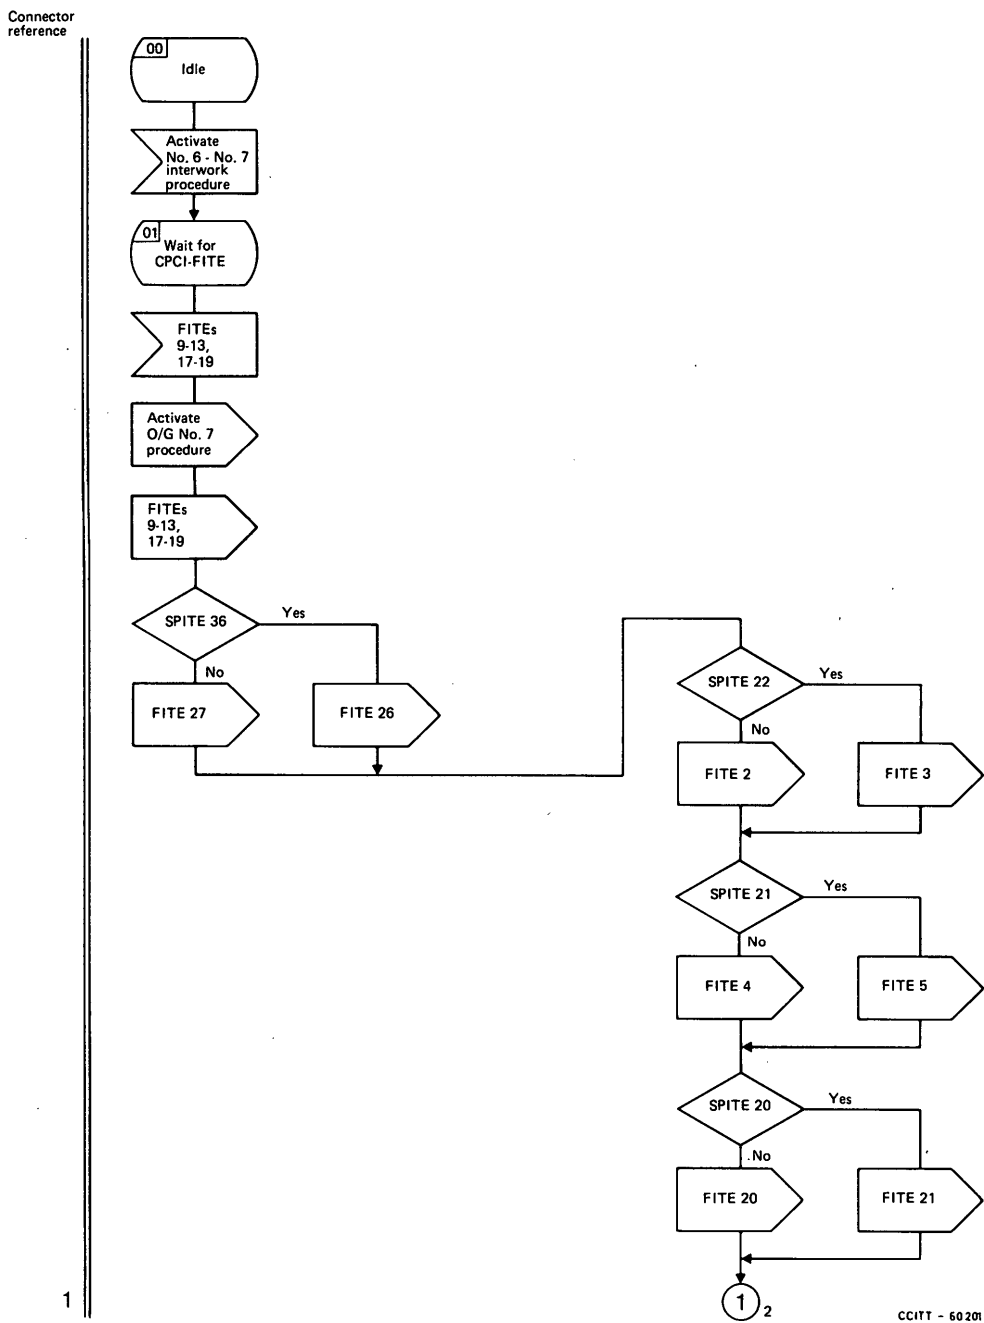 Connector
reference
00
Idle
Activate
No. 6 - No. 7
interwork
procedure
01
Wait for
CPCI-FITE
FITEs
9-13,
17-19
Activate
O/G No. 7
procedure
FITEs
9-13,
17-19
SPITE 36
Yes
No
FITE 27
FITE 26
SPITE 22
Yes
No
FITE 2
FITE 3
SPITE 21
Yes
No
FITE 4
FITE 5
SPITE 20
Yes
No
FITE 20
FITE 21
1
1
2
CCITT - 60201